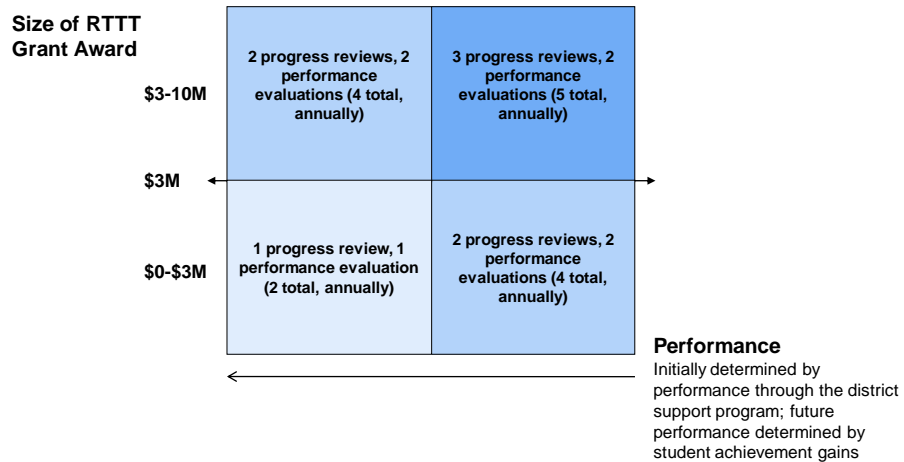 Size of RTTT
Grant Award
2 progress reviews, 2
performance
evaluations (4 total,
annually)
3 progress reviews, 2
performance
evaluations (5 total,
annually)
$3-10M
$3M
1 progress review, 1
performance evaluation
(2 total, annually)
2 progress reviews, 2
performance
evaluations (4 total,
annually)
$0-$3M
Performance
Initially determined by
performance through the district
support program; future
performance determined by
student achievement gains